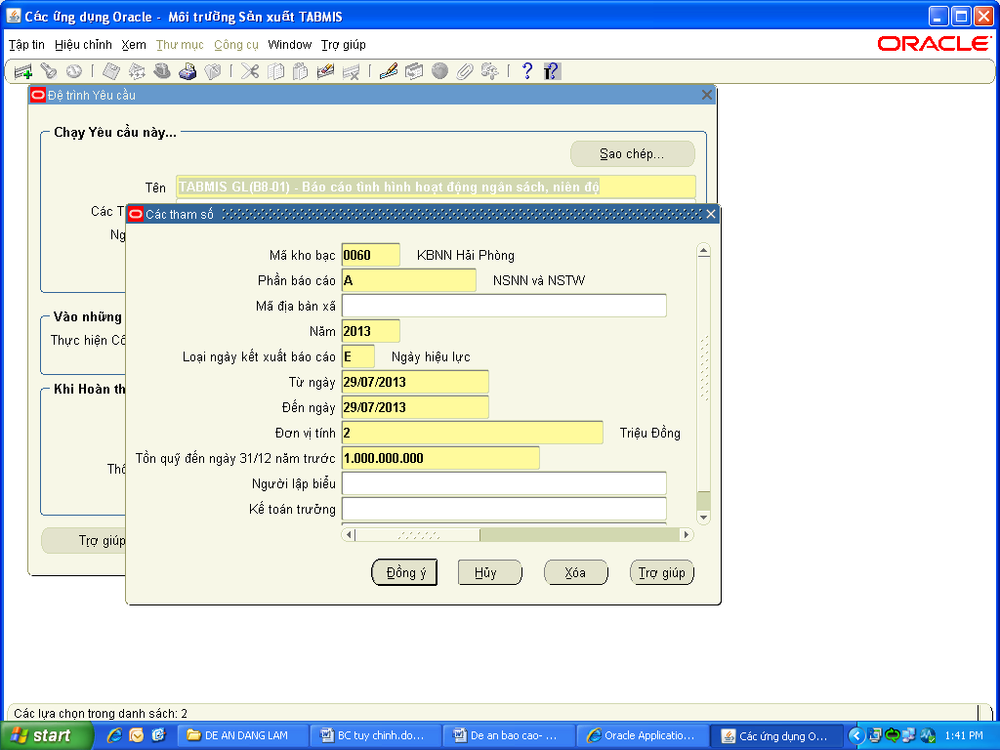 Các ứng dụng Oracle - Môi trường Sản xuất TABMIS
Tập tin Hiệu chỉnh Xem Thư mục Công cụ Window Trợ giúp
ORACLE
Đệ trình Yêu cầu
Chạy Yêu cầu này...
Sao chép...
Tên TABMIS GL(B8-01) - Báo cáo tình hình hoạt động ngân sách, niên độ
Các T
Ng
Các tham số
Mã kho bạc 0060 KBNN Hải Phòng
Phần báo cáo A NSNN và NSTW
Mã địa bàn xã
Năm 2013
Loại ngày kết xuất báo cáo E Ngày hiệu lực
Từ ngày 29/07/2013
Đến ngày 29/07/2013
Đơn vị tính 2 Triệu Đồng
Tồn quỹ đến ngày 31/12 năm trước 1.000.000.000
Người lập biểu
Kế toán trưởng
Đồng ý Hủy Xóa Trợ giúp
Vào những
Thực hiện Cô
Khi Hoàn th
Thô
Trợ giúp
Các lựa chọn trong danh sách: 2
start DE AN DANG LAM BC tuy chinh.do... De an bao cao- ... Oracle Applicatio... Các ứng dụng O... 1:41 PM